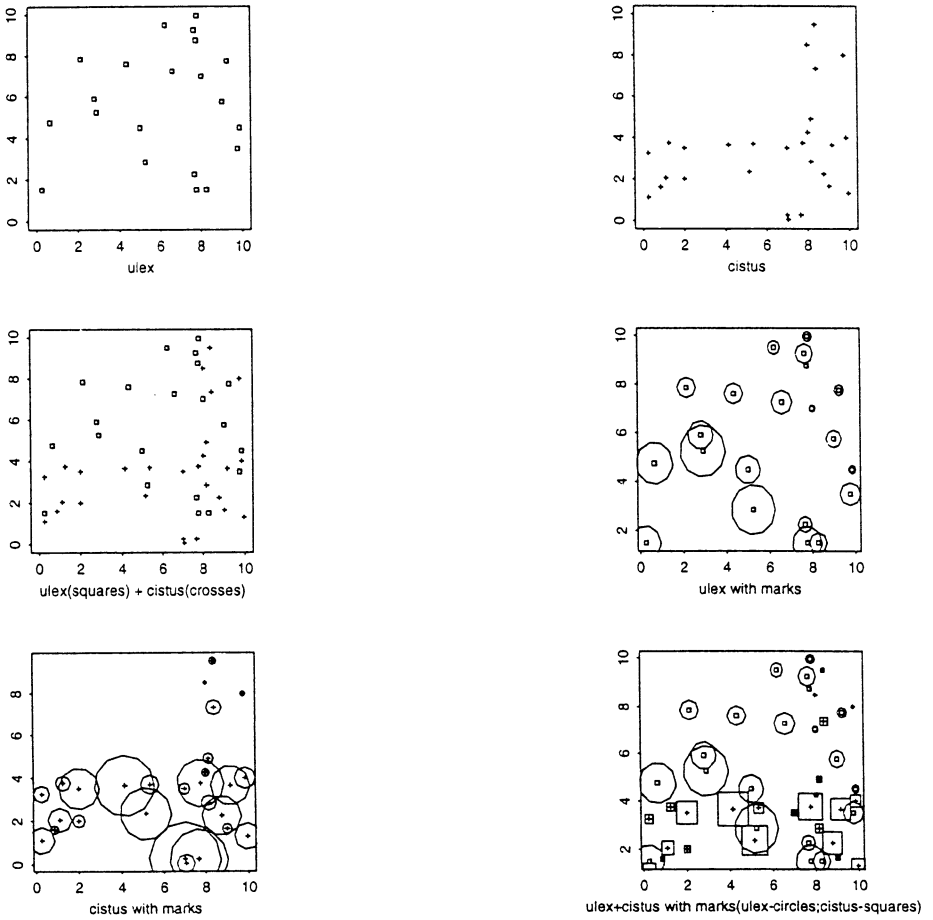 10
8
6
4
2
0
0 2 4 6 8 10
ulex
10
8
6
4
2
0
0 2 4 6 8 10
cistus
10
8
6
4
2
0
0 2 4 6 8 10
ulex(squares) + cistus(crosses)
10
8
6
4
2
0 2 4 6 8 10
ulex with marks
8
6
4
2
0
0 2 4 6 8 10
cistus with marks
10
8
6
4
2
0 2 4 6 8 10
ulex+cistus with marks(ulex-circles;cistus-squares)